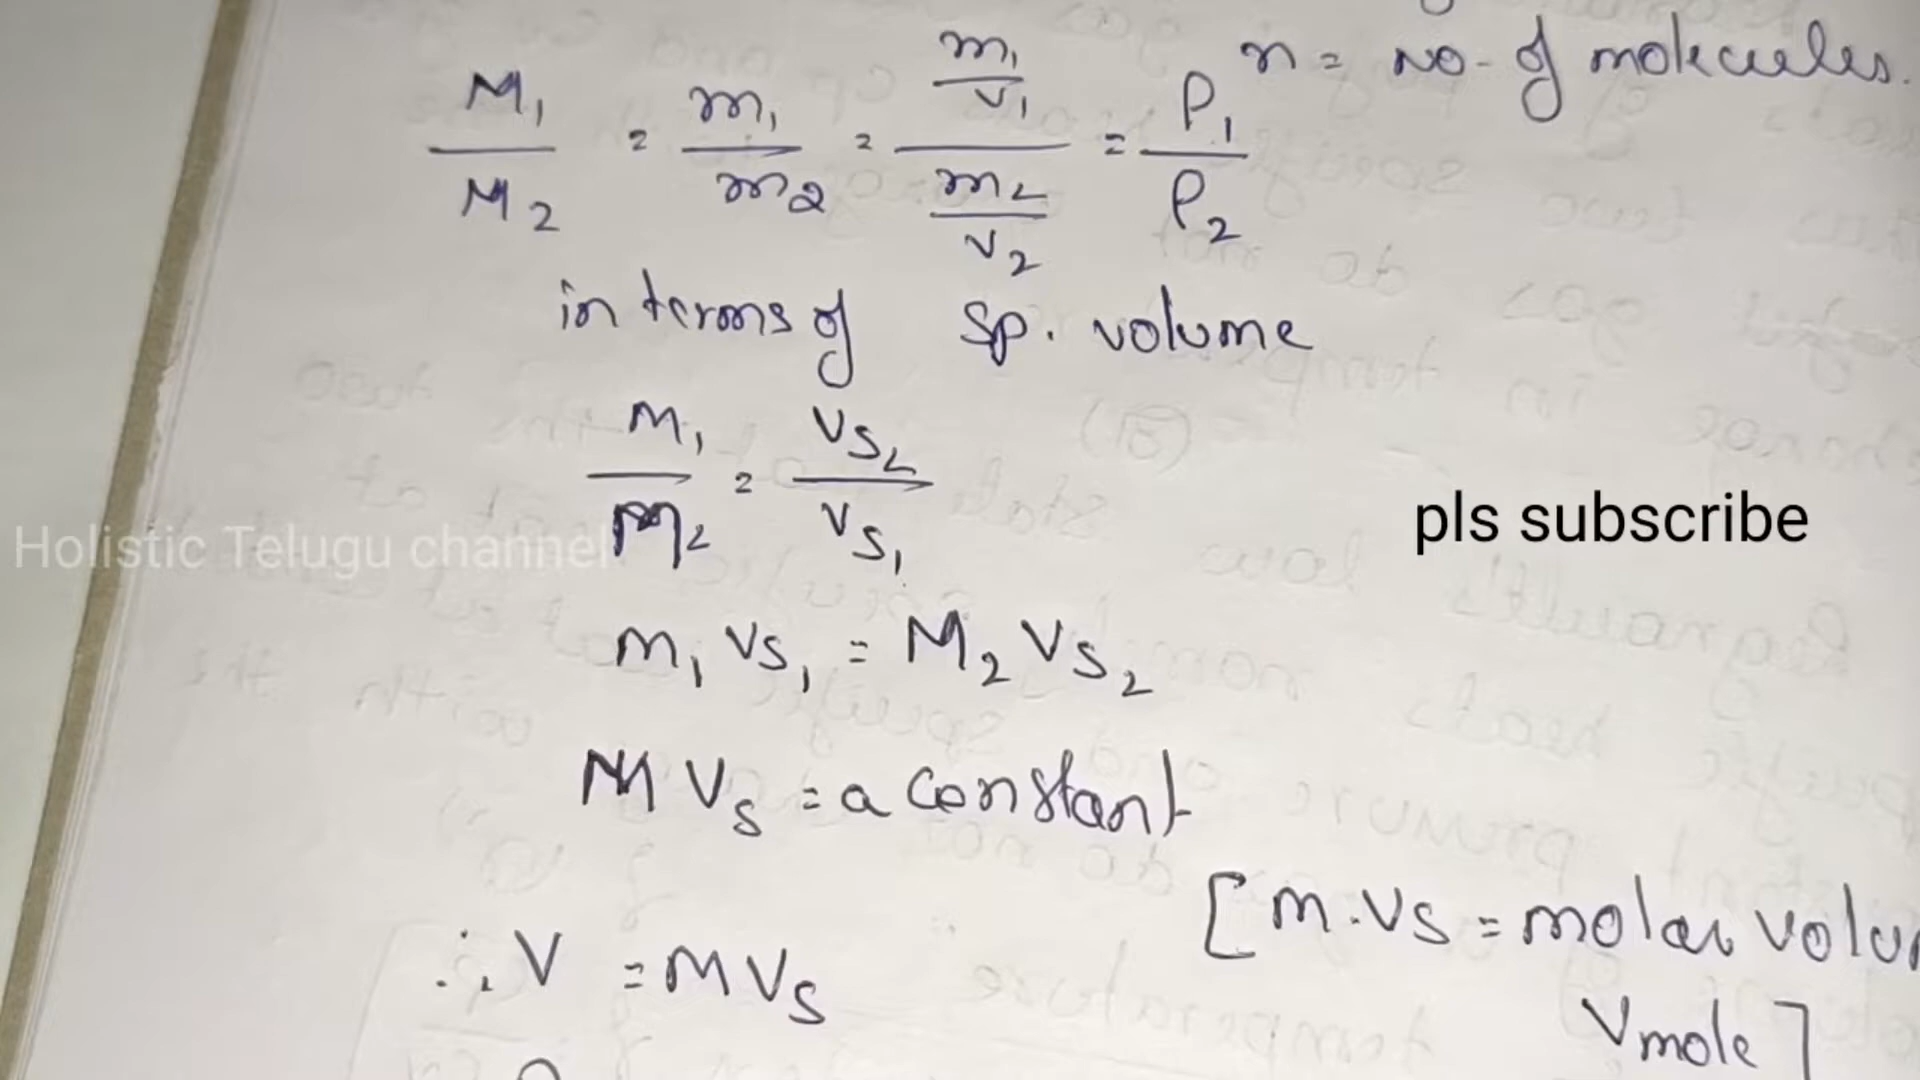 n = no. of molecules.
M₁/M₂ = m₁/m₂ = (m₁/v₁)/(m₂/v₂) = ρ₁/ρ₂
in terms of sp. volume
M₁/M₂ = Vs₂/Vs₁
pls subscribe
Holistic Telugu channel
M₁ Vs₁ = M₂ Vs₂
M Vs = a constant
[M.Vs = molar
∴ V = M Vs
Vmole]